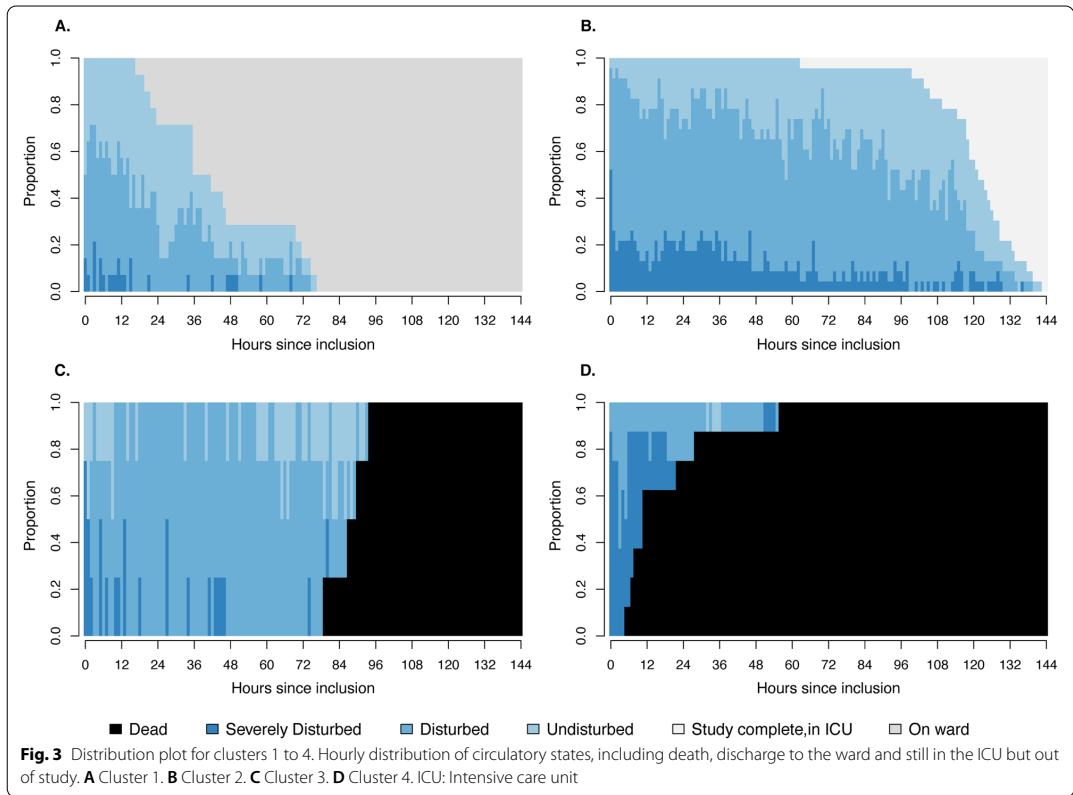 A.
B.
Proportion
0.0 0.2 0.4 0.6 0.8 1.0
0 12 24 36 48 60 72 84 96 108 120 132 144
Hours since inclusion
Proportion
0.0 0.2 0.4 0.6 0.8 1.0
0 12 24 36 48 60 72 84 96 108 120 132 144
Hours since inclusion
C.
D.
Proportion
0.0 0.2 0.4 0.6 0.8 1.0
0 12 24 36 48 60 72 84 96 108 120 132 144
Hours since inclusion
Proportion
0.0 0.2 0.4 0.6 0.8 1.0
0 12 24 36 48 60 72 84 96 108 120 132 144
Hours since inclusion
Dead Severely Disturbed Disturbed Undisturbed Study complete,in ICU On ward
Fig. 3 Distribution plot for clusters 1 to 4. Hourly distribution of circulatory states, including death, discharge to the ward and still in the ICU but out
of study. A Cluster 1. B Cluster 2. C Cluster 3. D Cluster 4. ICU: Intensive care unit